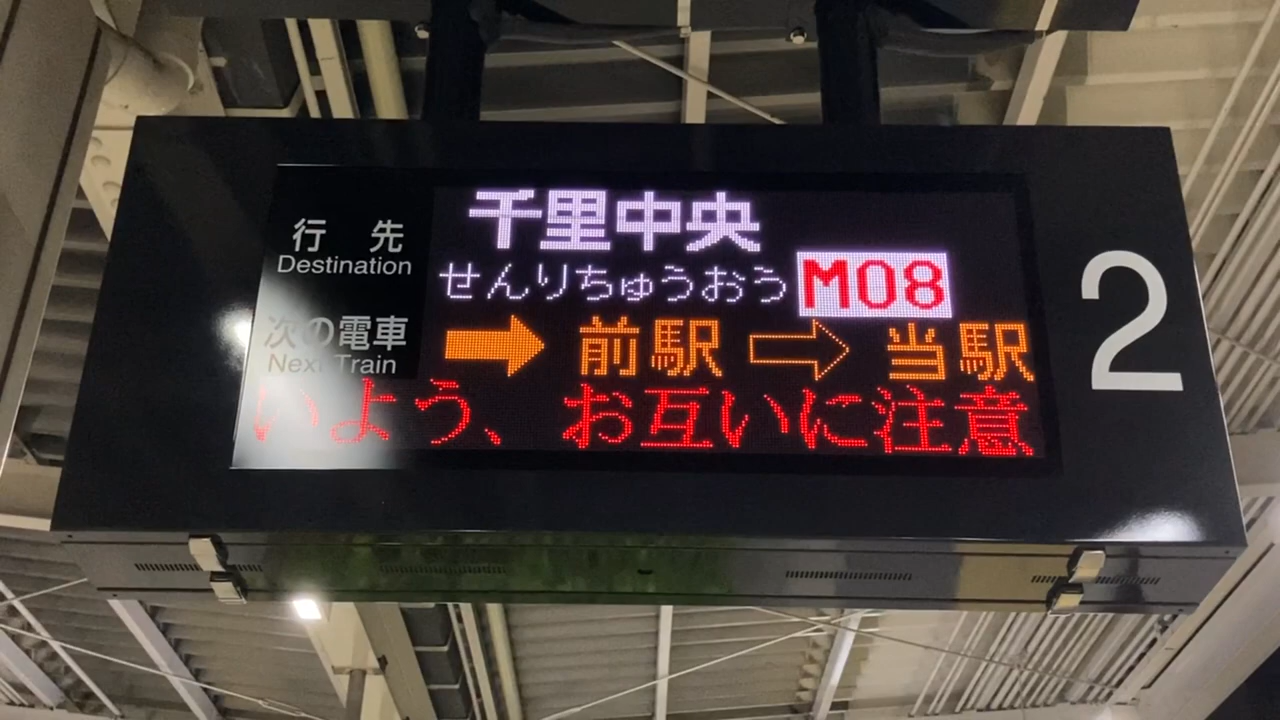 行先
Destination
千里中央
せんりちゅうおう M08
次の電車
Next Train
➡ 前駅 ⇨ 当駅
いよう、お互いに注意
2